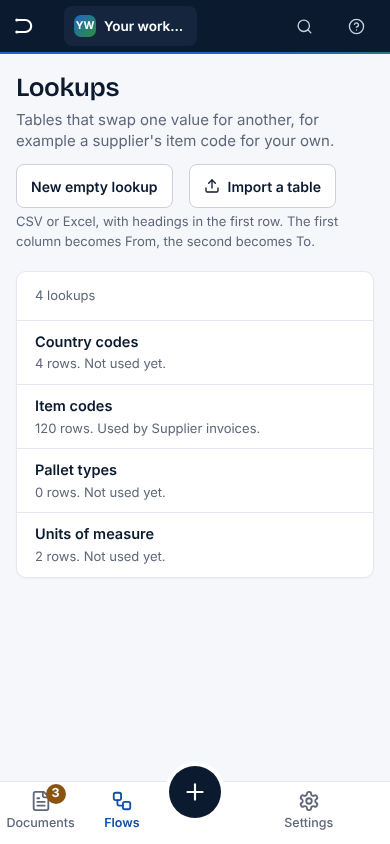 YW Your work...
Lookups
Tables that swap one value for another, for
example a supplier's item code for your own.
New empty lookup
Import a table
CSV or Excel, with headings in the first row. The first
column becomes From, the second becomes To.
4 lookups
Country codes
4 rows. Not used yet.
Item codes
120 rows. Used by Supplier invoices.
Pallet types
0 rows. Not used yet.
Units of measure
2 rows. Not used yet.
3
Documents
Flows
Settings